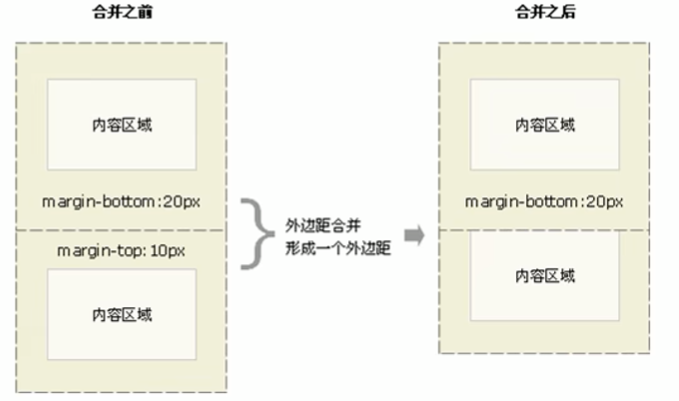 合并之前
合并之后
内容区域
margin-bottom:20px
margin-top: 10px
内容区域
外边距合并
形成一个外边距
内容区域
margin-bottom:20px
内容区域